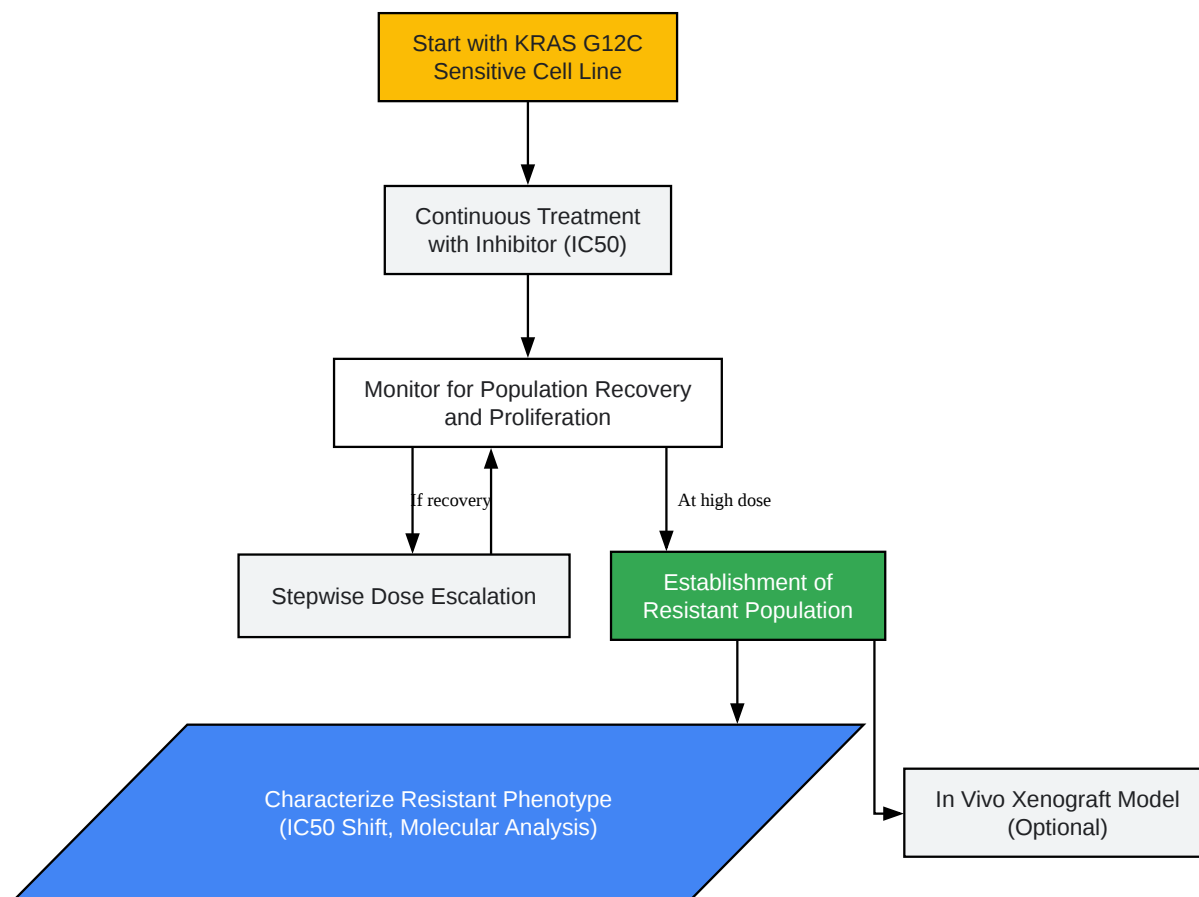 Start with KRAS G12C
Sensitive Cell Line
Continuous Treatment
with Inhibitor (IC50)
Monitor for Population Recovery
and Proliferation
If recovery
At high dose
Stepwise Dose Escalation
Establishment of
Resistant Population
Characterize Resistant Phenotype
(IC50 Shift, Molecular Analysis)
In Vivo Xenograft Model
(Optional)